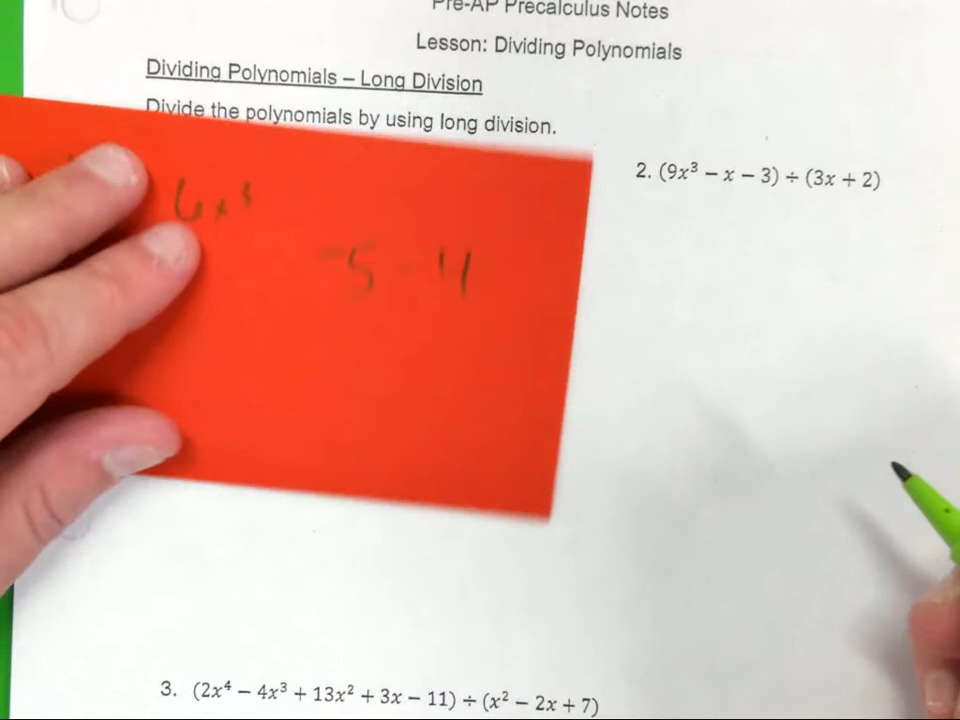 Pre-AP Precalculus Notes
Lesson: Dividing Polynomials
Dividing Polynomials – Long Division
Divide the polynomials by using long division.
2. (9x³ − x − 3) ÷ (3x + 2)
6x³
-5 - 4
3. (2x⁴ − 4x³ + 13x² + 3x − 11) ÷ (x² − 2x + 7)